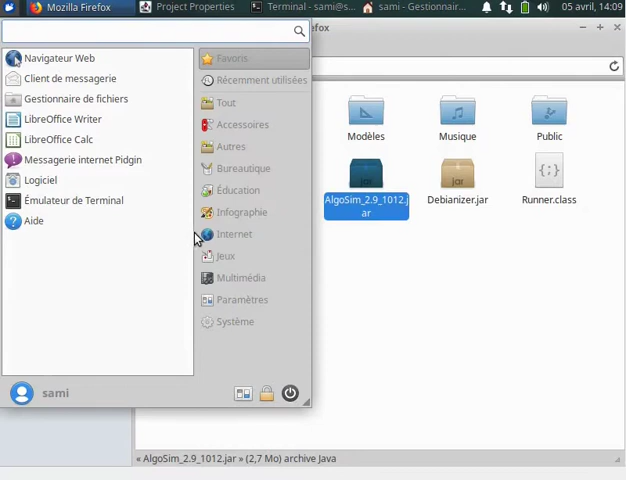 Mozilla Firefox
Project Properties
Terminal – sami@s...
sami - Gestionnair...
05 avril, 14:09
efox
Navigateur Web
Client de messagerie
Gestionnaire de fichiers
LibreOffice Writer
LibreOffice Calc
Messagerie internet Pidgin
Logiciel
Émulateur de Terminal
Aide
Favoris
Récemment utilisées
Tout
Accessoires
Autres
Bureautique
Éducation
Infographie
Internet
Jeux
Multimédia
Paramètres
Système
sami
Modèles
Musique
Public
jar
AlgoSim_2.9_1012.j
ar
Debianizer.jar
Runner.class
« AlgoSim_2.9_1012.jar » (2,7 Mo) archive Java